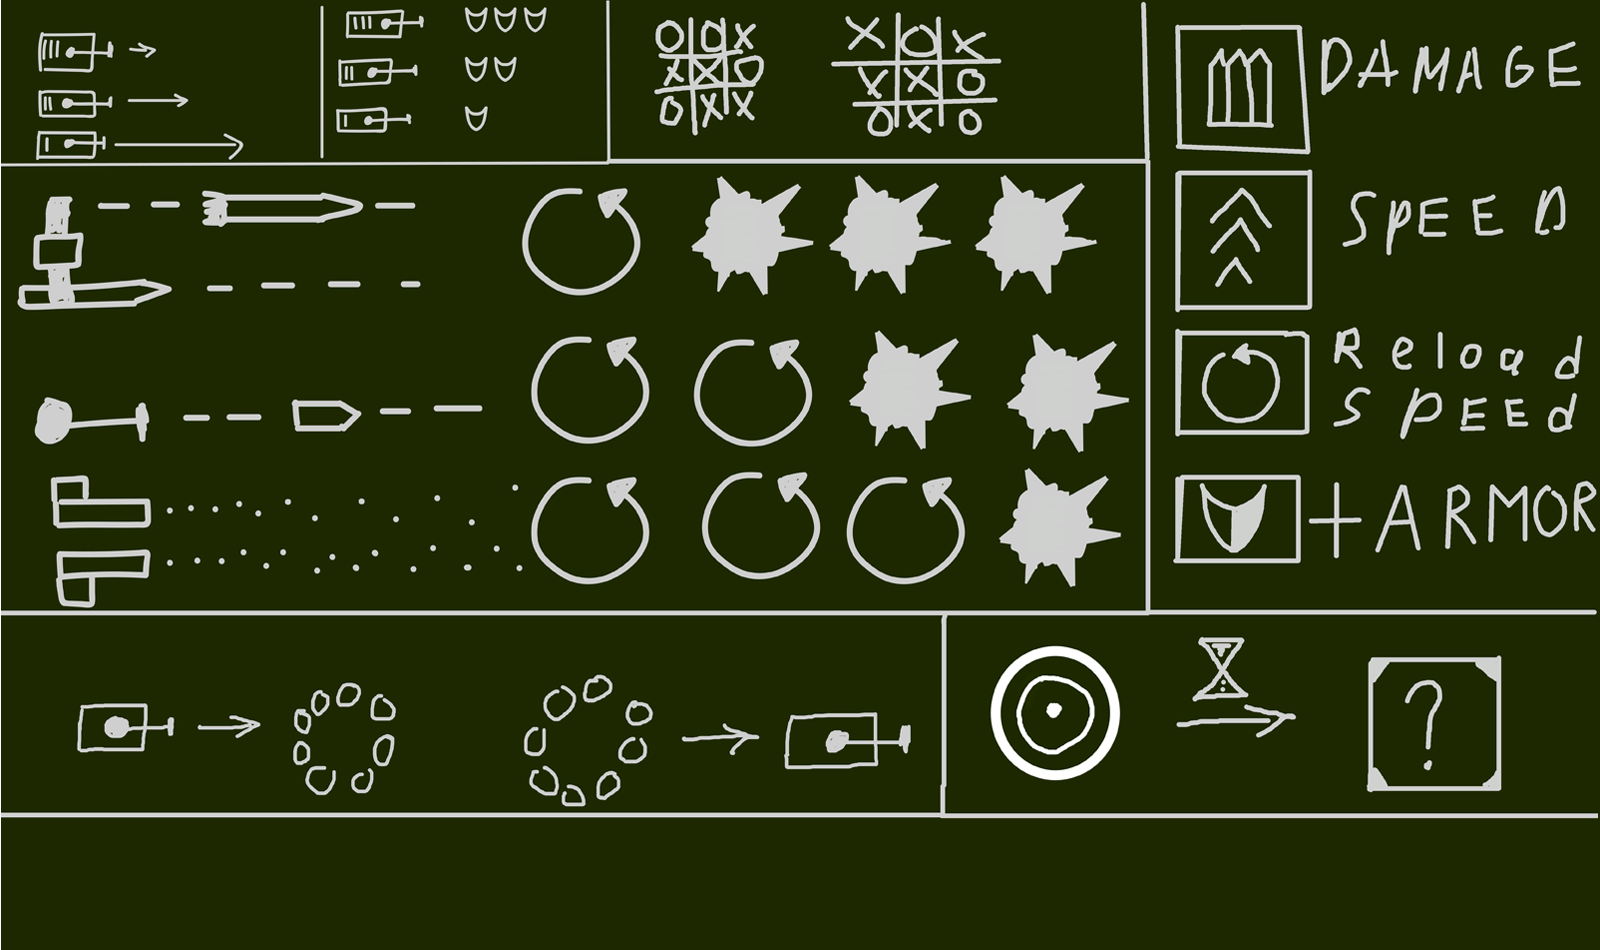 O O X
X X O
O X X
X O X
X X O
O X O
DAMAGE
SPEED
Reload
SPEEd
+ARMOR
?